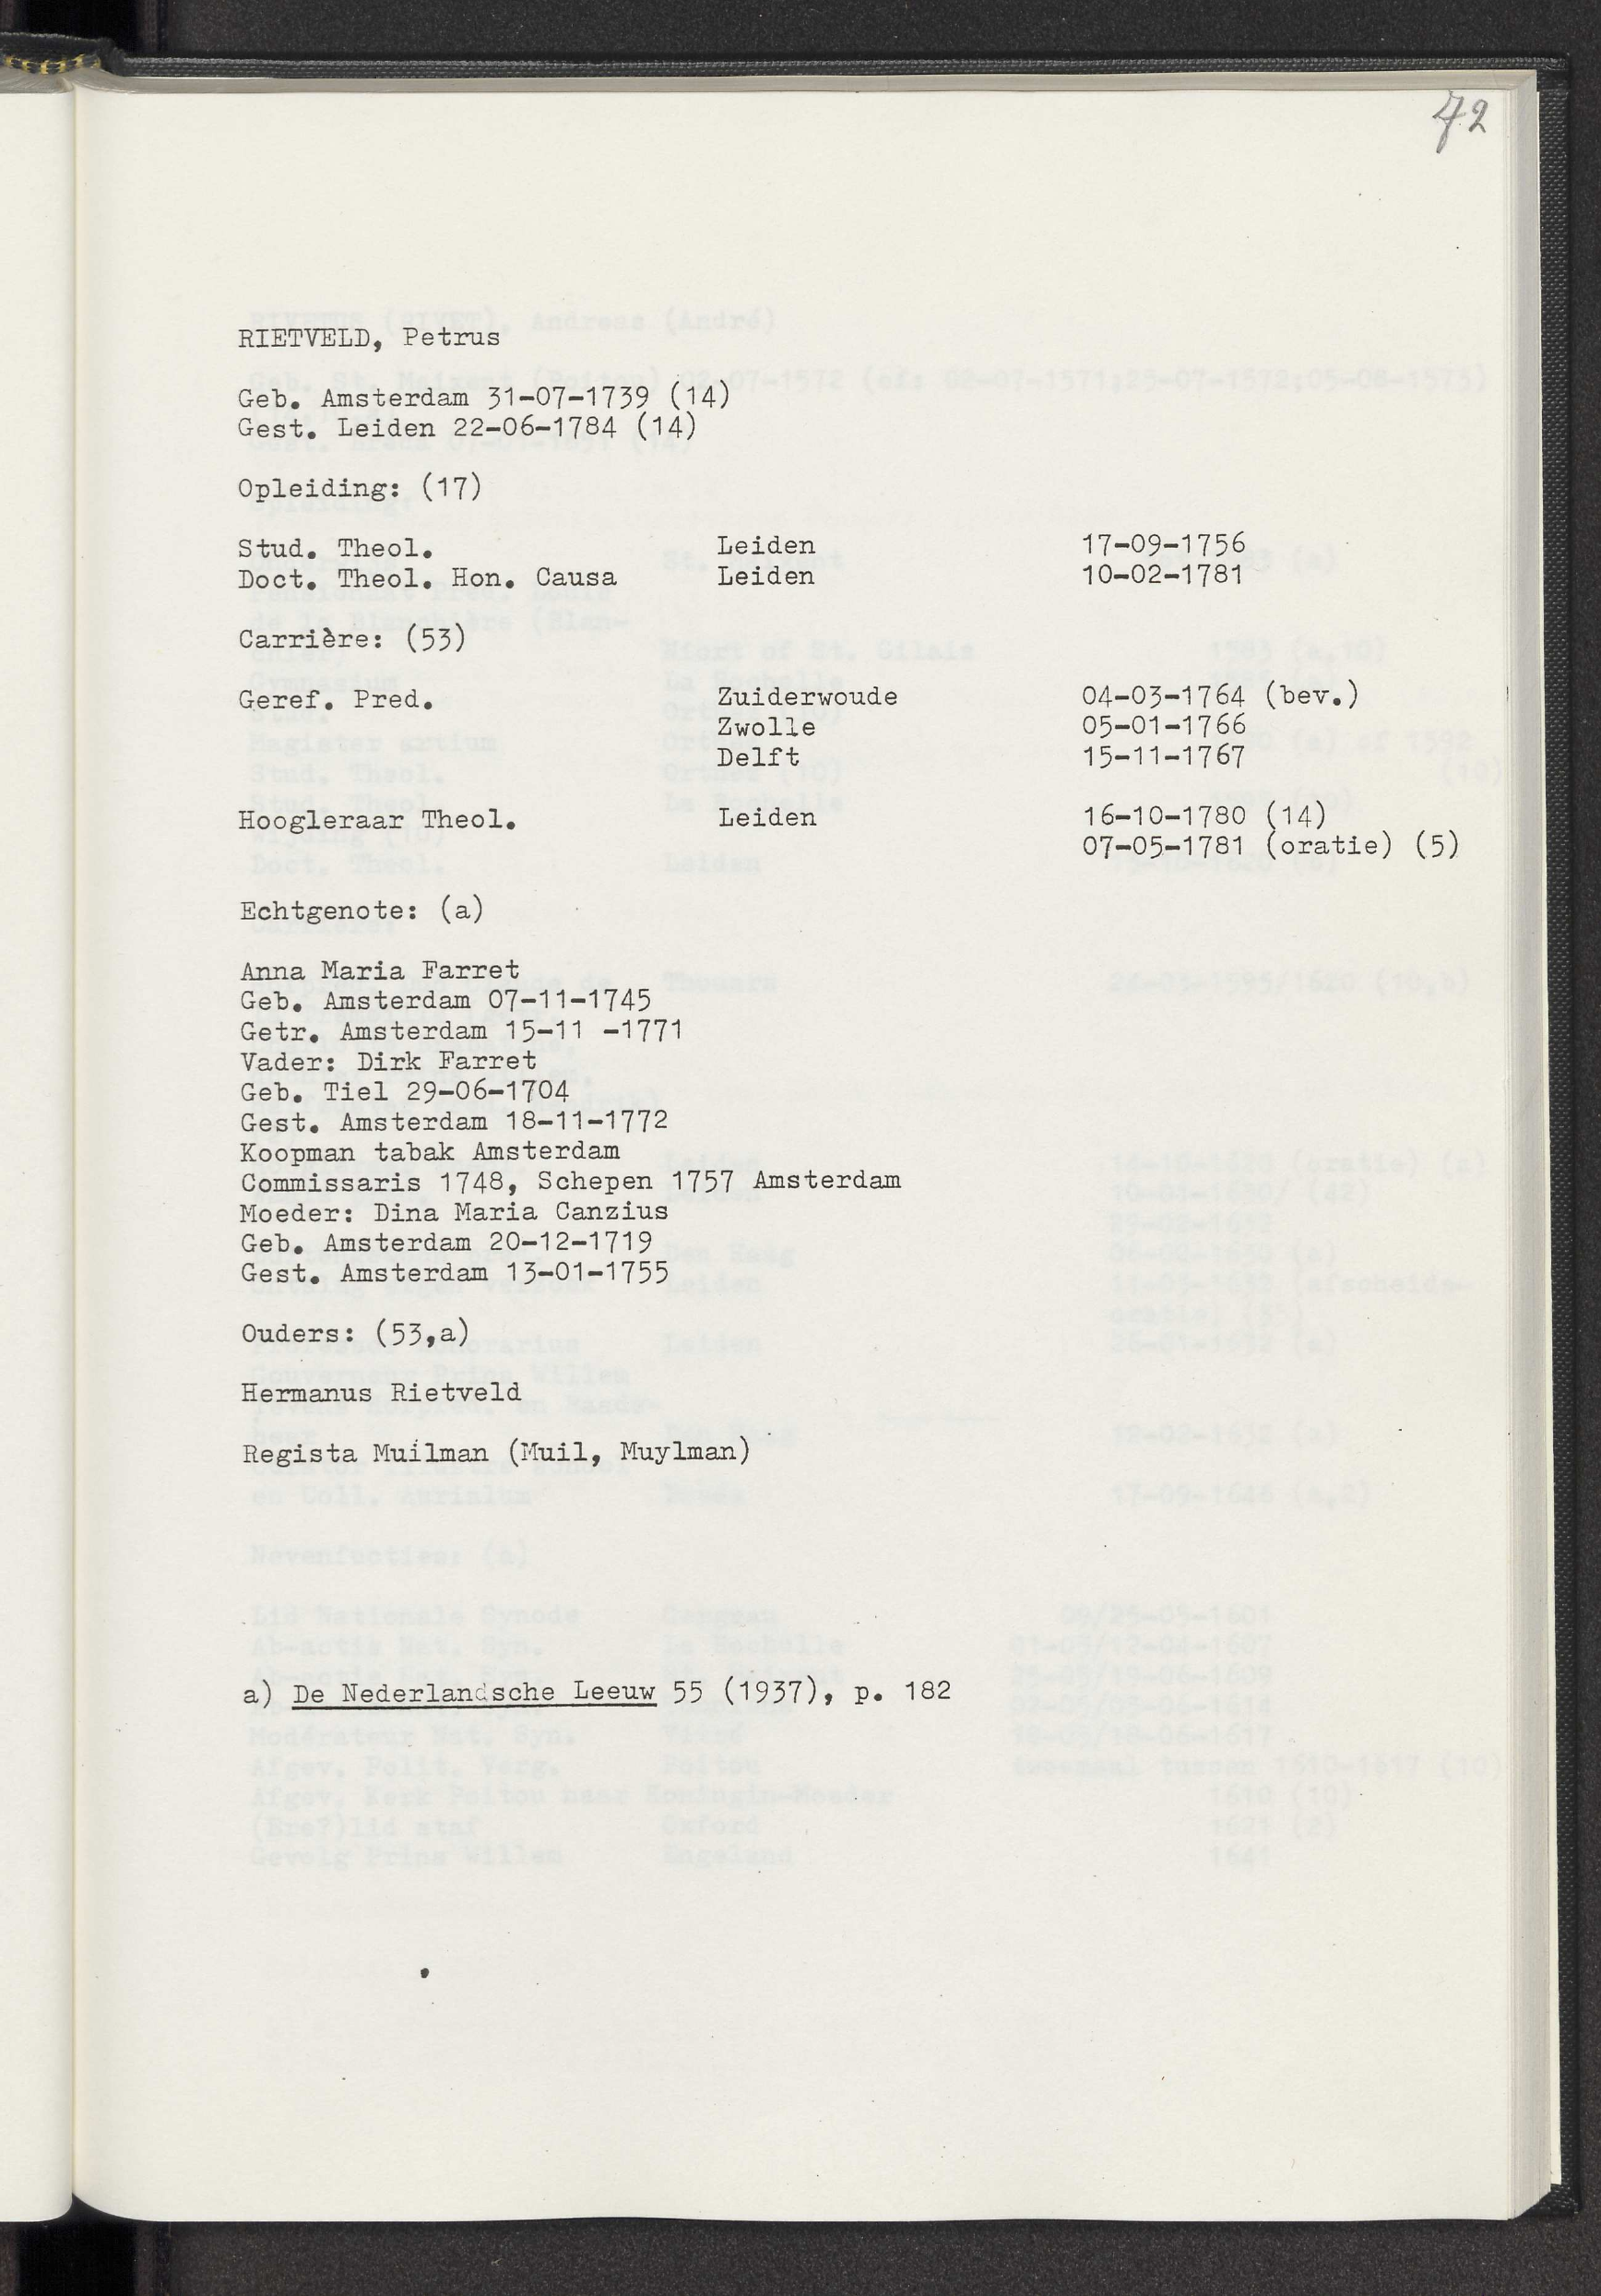 72
RIETVELD, Petrus
Geb. Amsterdam 31-07-1739 (14)
Gest. Leiden 22-06-1784 (14)
Opleiding: (17)
Stud. Theol. Leiden 17-09-1756
Doct. Theol. Hon. Causa Leiden 10-02-1781
Carrière: (53)
Geref. Pred. Zuiderwoude 04-03-1764 (bev.)
Zwolle 05-01-1766
Delft 15-11-1767
Hoogleraar Theol. Leiden 16-10-1780 (14)
07-05-1781 (oratie) (5)
Echtgenote: (a)
Anna Maria Farret
Geb. Amsterdam 07-11-1745
Getr. Amsterdam 15-11 -1771
Vader: Dirk Farret
Geb. Tiel 29-06-1704
Gest. Amsterdam 18-11-1772
Koopman tabak Amsterdam
Commissaris 1748, Schepen 1757 Amsterdam
Moeder: Dina Maria Canzius
Geb. Amsterdam 20-12-1719
Gest. Amsterdam 13-01-1755
Ouders: (53,a)
Hermanus Rietveld
Regista Muilman (Muil, Muylman)
a) De Nederlandsche Leeuw 55 (1937), p. 182